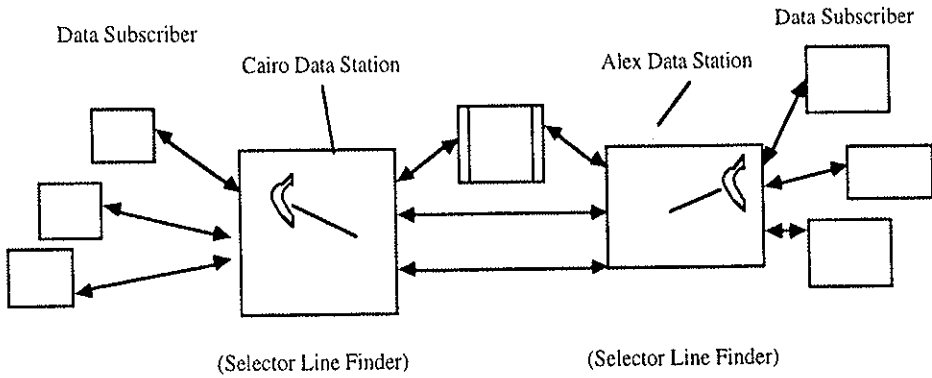 Data Subscriber
Data Subscriber
Cairo Data Station
Alex Data Station
(Selector Line Finder)
(Selector Line Finder)